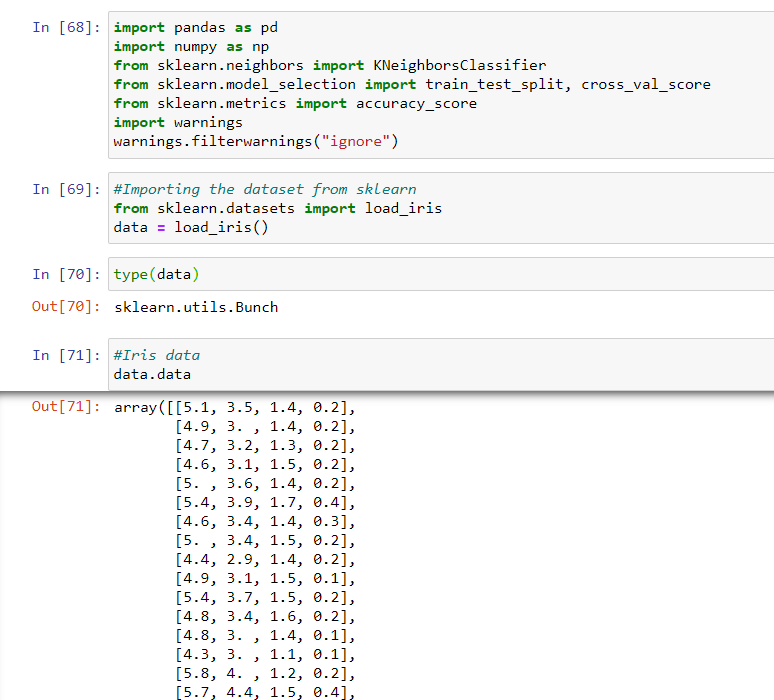 In [68]: import pandas as pd
import numpy as np
from sklearn.neighbors import KNeighborsClassifier
from sklearn.model_selection import train_test_split, cross_val_score
from sklearn.metrics import accuracy_score
import warnings
warnings.filterwarnings("ignore")
In [69]: #Importing the dataset from sklearn
from sklearn.datasets import load_iris
data = load_iris()
In [70]: type(data)
Out[70]: sklearn.utils.Bunch
In [71]: #Iris data
data.data
Out[71]: array([[5.1, 3.5, 1.4, 0.2],
[4.9, 3. , 1.4, 0.2],
[4.7, 3.2, 1.3, 0.2],
[4.6, 3.1, 1.5, 0.2],
[5. , 3.6, 1.4, 0.2],
[5.4, 3.9, 1.7, 0.4],
[4.6, 3.4, 1.4, 0.3],
[5. , 3.4, 1.5, 0.2],
[4.4, 2.9, 1.4, 0.2],
[4.9, 3.1, 1.5, 0.1],
[5.4, 3.7, 1.5, 0.2],
[4.8, 3.4, 1.6, 0.2],
[4.8, 3. , 1.4, 0.1],
[4.3, 3. , 1.1, 0.1],
[5.8, 4. , 1.2, 0.2],
[5.7, 4.4, 1.5, 0.4],